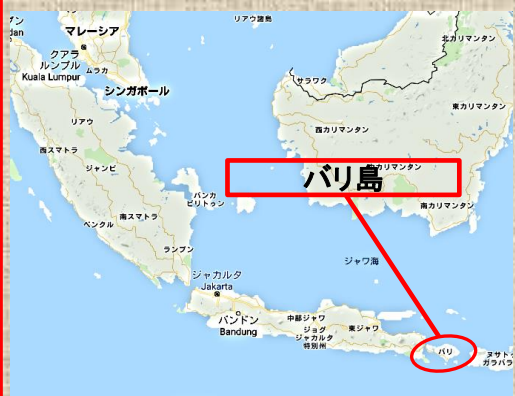 リアウ諸島
ザン
dan
マレーシア
クアラ
ルンプル
Kuala Lumpur
ムラカ
シンガポール
北カリマンタン
サラワク
リアウ
東カリマンタン
西カリマンタン
西スマトラ
ジャンビ
カリマンタン
バリ島
バンカ
ビリトゥン
南カリマンタン
南スマトラ
ベンクル
ランプン
ジャワ海
ジャカルタ
Jakarta
バンドン
Bandung
中部ジャワ
ジョグ
ジャカルタ
特別州
東ジャワ
バリ
ヌサトゥ
ガラバラ